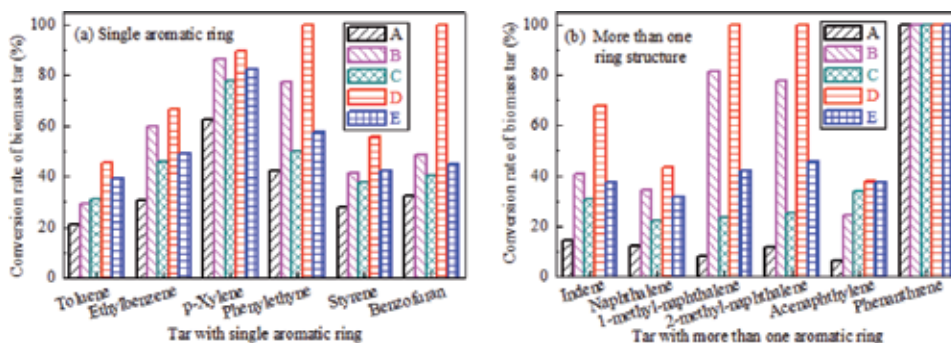 Conversion rate of biomass tar (%)
100
80
60
40
20
0
(a) Single aromatic ring
A
B
C
D
E
Toluene
Ethylbenzene
p-Xylene
Phenylethyne
Styrene
Benzofuran
Tar with single aromatic ring
Conversion rate of biomass tar (%)
100
80
60
40
20
0
(b) More than one
ring structure
A
B
C
D
E
Indene
Naphthalene
1-methyl-naphthalene
2-methyl-naphthalene
Acenaphthylene
Phenanthrene
Tar with more than one aromatic ring